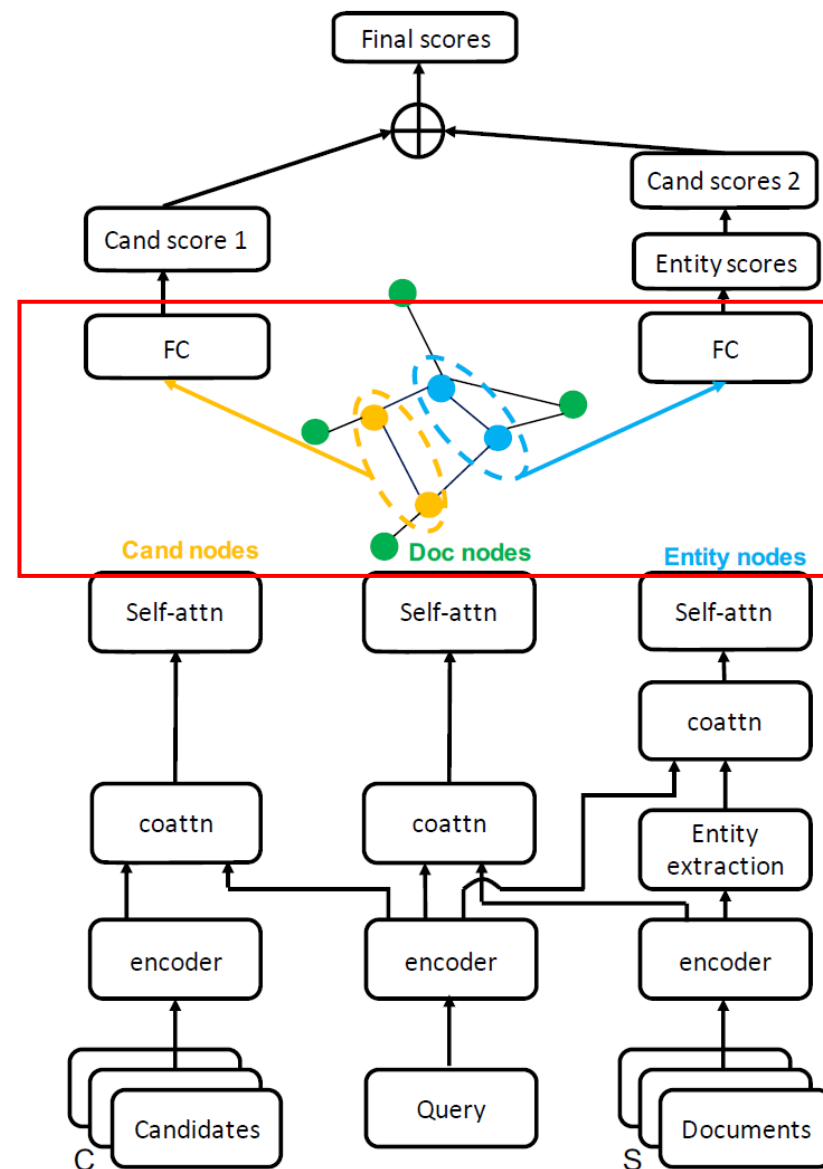 Final scores
Cand scores 2
Cand score 1
Entity scores
FC
FC
Cand nodes
Doc nodes
Entity nodes
Self-attn
Self-attn
Self-attn
coattn
coattn
coattn
Entity
extraction
encoder
encoder
encoder
Candidates
Query
Documents
C
S